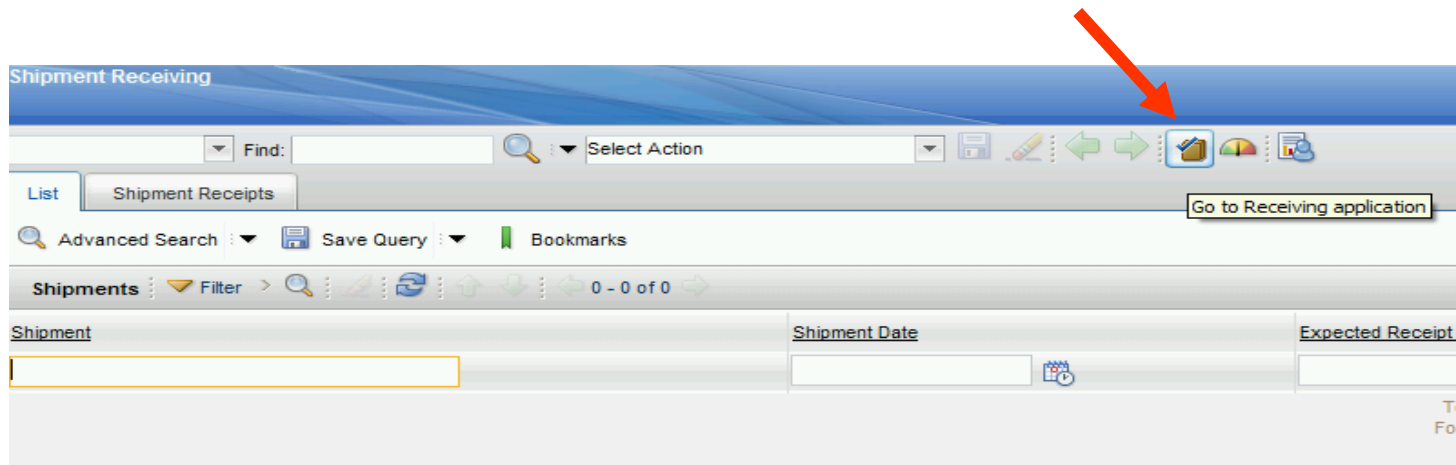 Shipment Receiving
Find: Select Action
List Shipment Receipts
Go to Receiving application
Advanced Search Save Query Bookmarks
Shipments Filter > 0 - 0 of 0
Shipment Shipment Date Expected Receipt